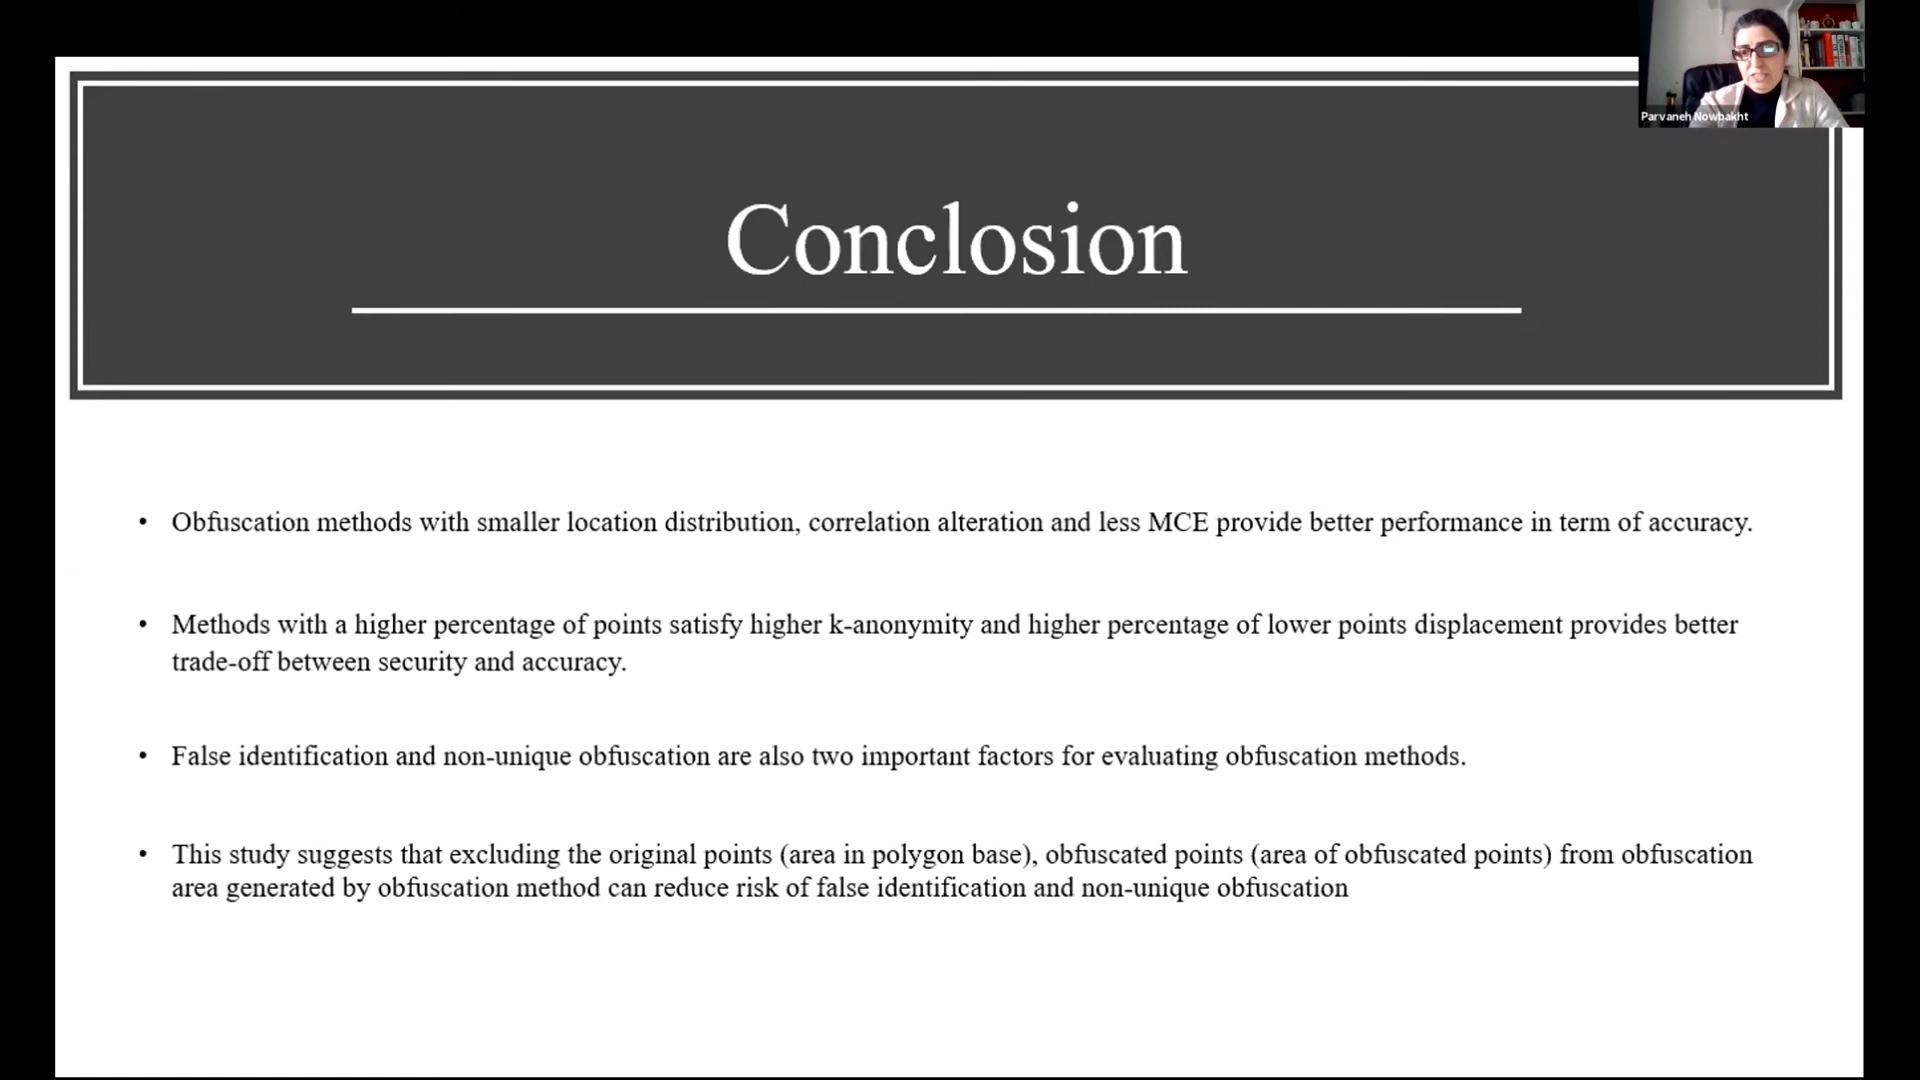 Parvaneh Nowbakht
Conclosion
• Obfuscation methods with smaller location distribution, correlation alteration and less MCE provide better performance in term of accuracy.
• Methods with a higher percentage of points satisfy higher k-anonymity and higher percentage of lower points displacement provides better
trade-off between security and accuracy.
• False identification and non-unique obfuscation are also two important factors for evaluating obfuscation methods.
• This study suggests that excluding the original points (area in polygon base), obfuscated points (area of obfuscated points) from obfuscation
area generated by obfuscation method can reduce risk of false identification and non-unique obfuscation